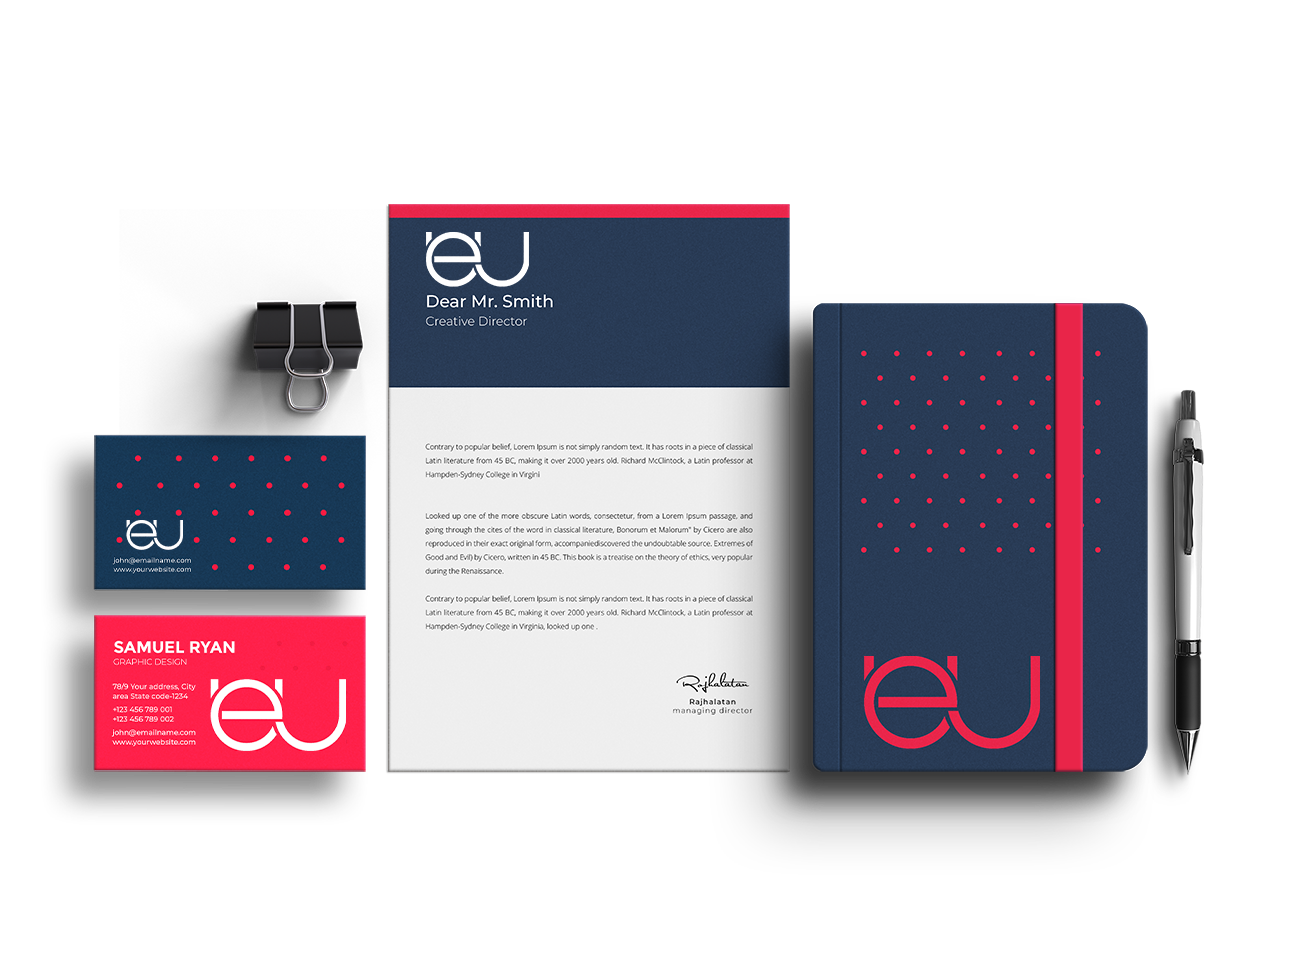 eu
Dear Mr. Smith
Creative Director
Contrary to popular belief, Lorem Ipsum is not simply random text. It has roots in a piece of classical
Latin literature from 45 BC, making it over 2000 years old. Richard McClintock, a Latin professor at
Hampden-Sydney College in Virgini
Looked up one of the more obscure Latin words, consectetur, from a Lorem Ipsum passage, and
going through the cites of the word in classical literature, Bonorum et Malorum" by Cicero are also
reproduced in their exact original form, accompaniediscovered the undoubtable source. Extremes of
Good and Evil) by Cicero, written in 45 BC. This book is a treatise on the theory of ethics, very popular
during the Renaissance.
Contrary to popular belief, Lorem Ipsum is not simply random text. It has roots in a piece of classical
Latin literature from 45 BC, making it over 2000 years old. Richard McClintock, a Latin professor at
Hampden-Sydney College in Virginia, looked up one .
Rajhalatan
Rajhalatan
managing director
eu
john@emailname.com
www.yourwebsite.com
SAMUEL RYAN
GRAPHIC DESIGN
78/9 Your address, City
area State code-1234
+123 456 789 001
+123 456 789 002
john@emailname.com
www.yourwebsite.com
eu
eu